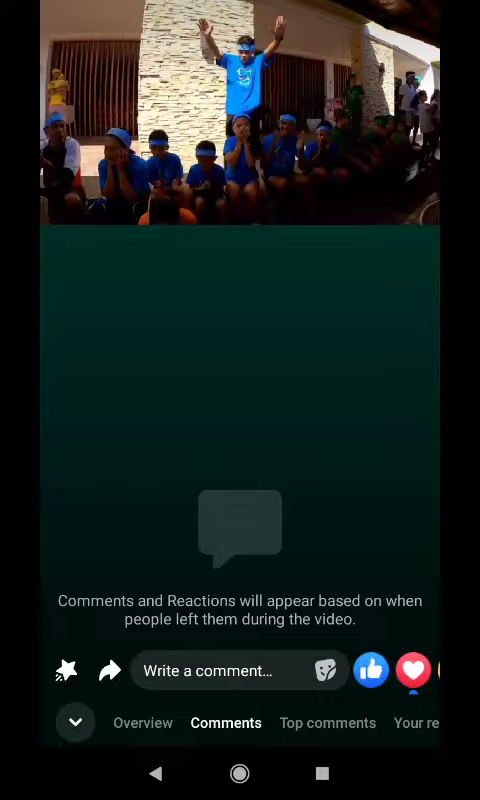 Comments and Reactions will appear based on when
people left them during the video.
Write a comment...
Overview Comments Top comments Your re